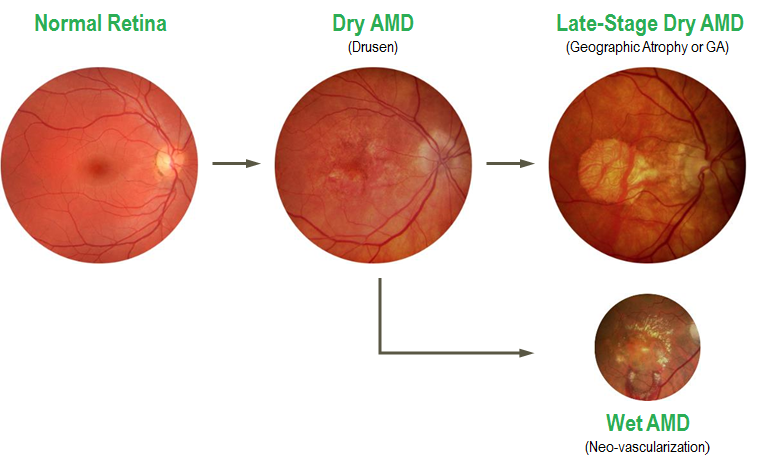 Normal Retina
Dry AMD
(Drusen)
Late-Stage Dry AMD
(Geographic Atrophy or GA)
Wet AMD
(Neo-vascularization)